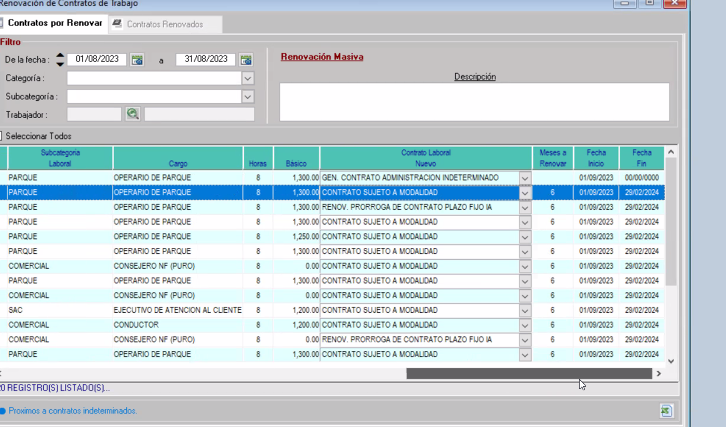 Renovación de Contratos de Trabajo
Contratos por Renovar Contratos Renovados
Filtro
De la fecha : 01/08/2023 a 31/08/2023 Renovación Masiva
Categoría : Descripción
Subcategoría :
Trabajador :
Seleccionar Todos
Subcategoria Laboral Cargo Horas Básico Contrato Laboral Nuevo Meses a Renovar Fecha Inicio Fecha Fin
PARQUE OPERARIO DE PARQUE 8 1,300.00 GEN. CONTRATO ADMINISTRACION INDETERMINADO 01/09/2023 00/00/0000
PARQUE OPERARIO DE PARQUE 8 1,300.00 CONTRATO SUJETO A MODALIDAD 6 01/09/2023 29/02/2024
PARQUE OPERARIO DE PARQUE 8 1,300.00 RENOV. PRORROGA DE CONTRATO PLAZO FIJO IA 6 01/09/2023 29/02/2024
PARQUE OPERARIO DE PARQUE 8 1,300.00 CONTRATO SUJETO A MODALIDAD 6 01/09/2023 29/02/2024
PARQUE OPERARIO DE PARQUE 8 1,250.00 CONTRATO SUJETO A MODALIDAD 6 01/09/2023 29/02/2024
PARQUE OPERARIO DE PARQUE 8 1,300.00 CONTRATO SUJETO A MODALIDAD 6 01/09/2023 29/02/2024
COMERCIAL CONSEJERO NF (PURO) 8 0.00 CONTRATO SUJETO A MODALIDAD 6 01/09/2023 29/02/2024
PARQUE OPERARIO DE PARQUE 8 1,300.00 CONTRATO SUJETO A MODALIDAD 6 01/09/2023 29/02/2024
COMERCIAL CONSEJERO NF (PURO) 8 0.00 CONTRATO SUJETO A MODALIDAD 6 01/09/2023 29/02/2024
SAC EJECUTIVO DE ATENCION AL CLIENTE 8 1,200.00 CONTRATO SUJETO A MODALIDAD 6 01/09/2023 29/02/2024
COMERCIAL CONDUCTOR 8 1,200.00 CONTRATO SUJETO A MODALIDAD 6 01/09/2023 29/02/2024
COMERCIAL CONSEJERO NF (PURO) 8 0.00 RENOV. PRORROGA DE CONTRATO PLAZO FIJO IA 6 01/09/2023 29/02/2024
PARQUE OPERARIO DE PARQUE 8 1,300.00 CONTRATO SUJETO A MODALIDAD 6 01/09/2023 29/02/2024
0 REGISTRO(S) LISTADO(S)...
Proximos a contratos indeterminados.